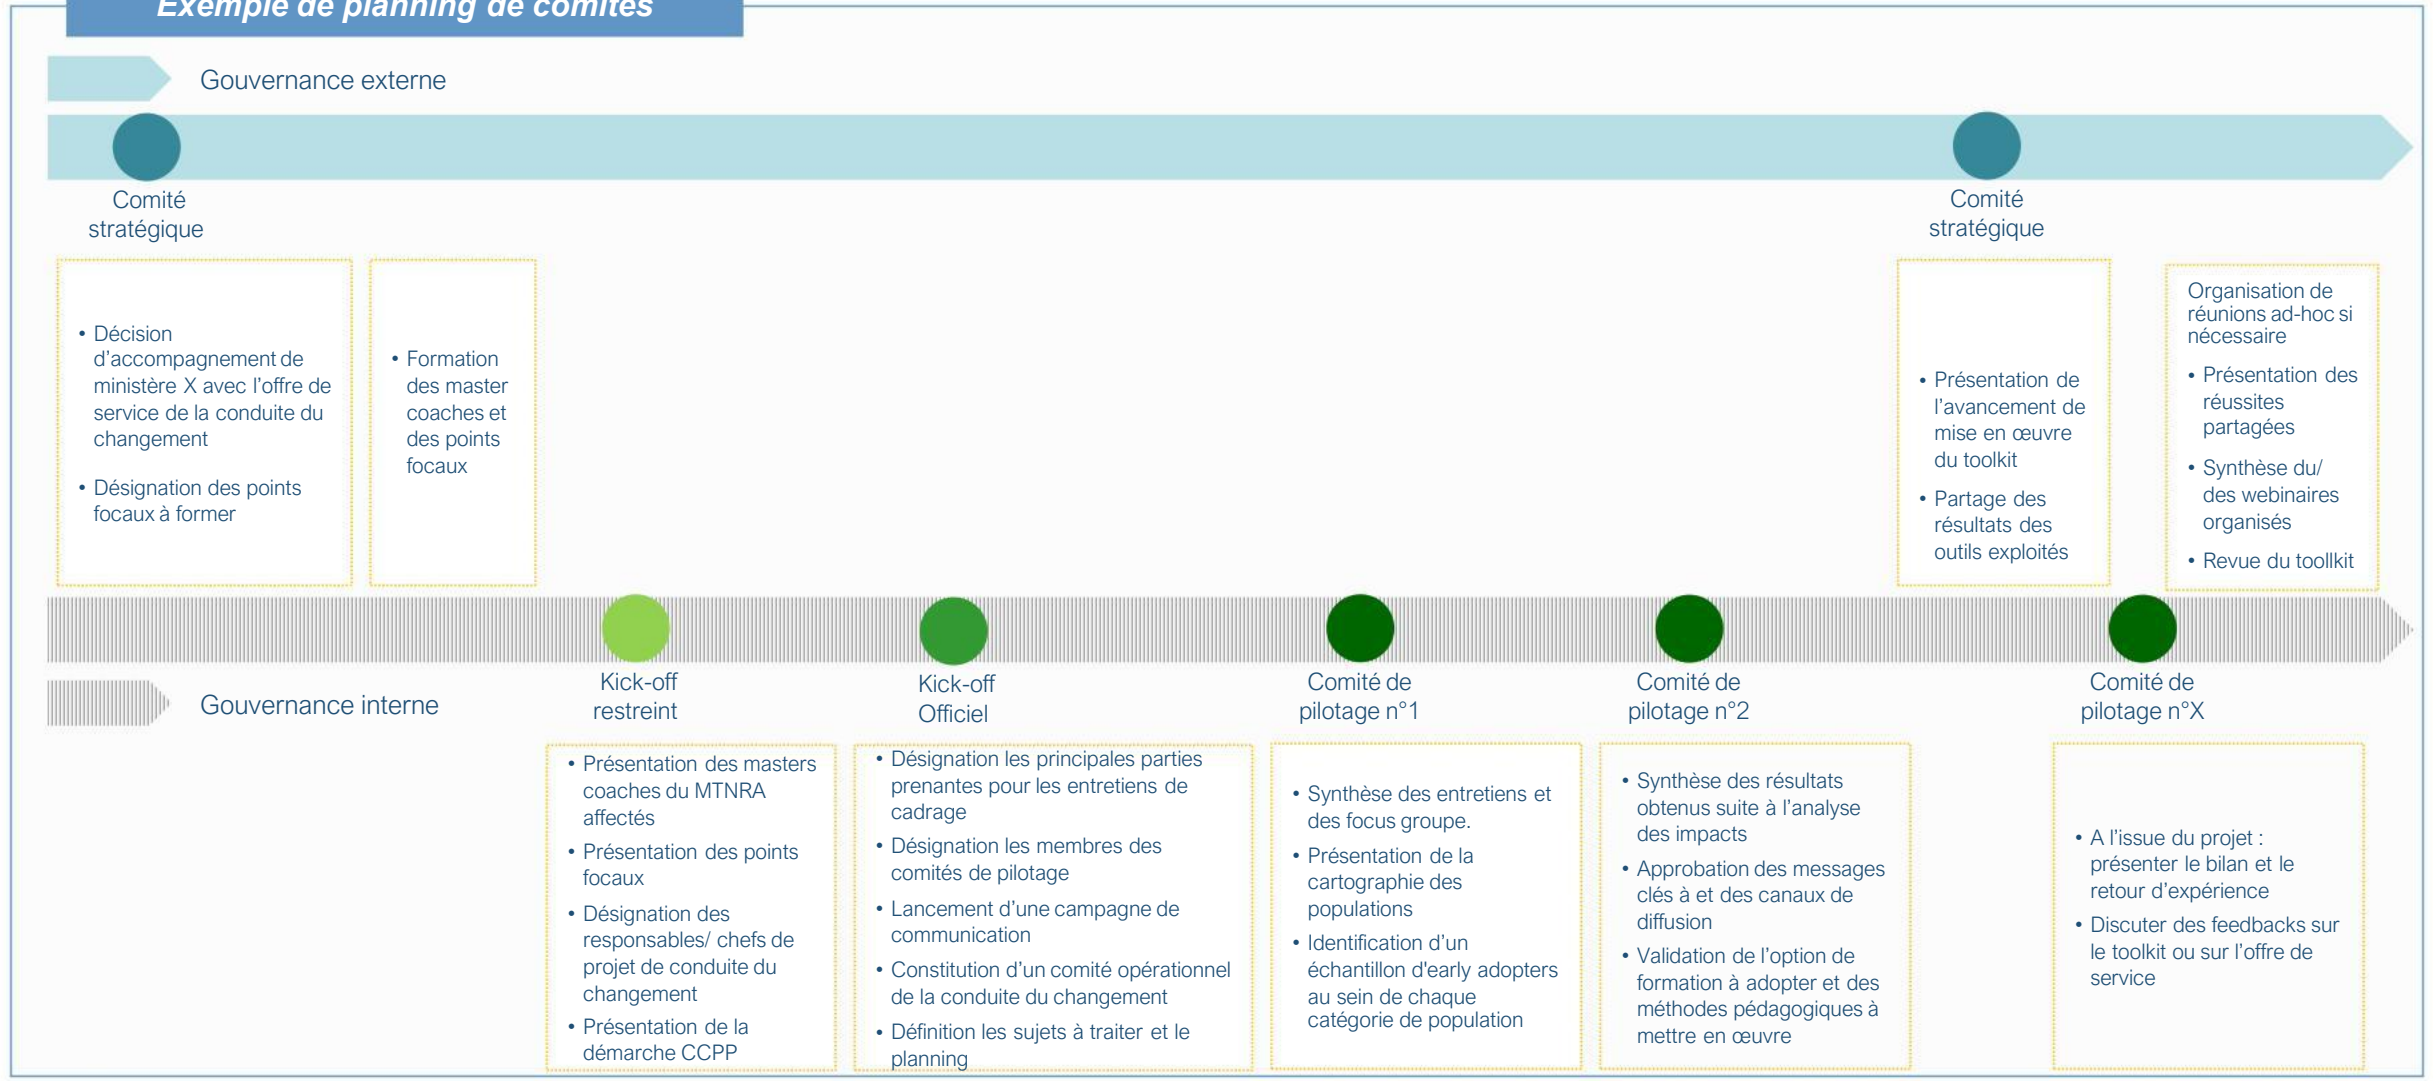 Exemple de planning de comités
Gouvernance externe
Comité
stratégique
Comité
stratégique
• Décision
d'accompagnement de
ministère X avec l'offre de
service de la conduite du
changement
• Désignation des points
focaux à former
• Formation
des master
coaches et
des points
focaux
• Présentation de
l'avancement de
mise en œuvre
du toolkit
• Partage des
résultats des
outils exploités
Organisation de
réunions ad-hoc si
nécessaire
• Présentation des
réussites
partagées
• Synthèse du/
des webinaires
organisés
• Revue du toollkit
Gouvernance interne
Kick-off
restreint
Kick-off
Officiel
Comité de
pilotage n°1
Comité de
pilotage n°2
Comité de
pilotage n°X
• Présentation des masters
coaches du MTNRA
affectés
• Présentation des points
focaux
• Désignation des
responsables/ chefs de
projet de conduite du
changement
• Présentation de la
démarche CCPP
• Désignation les principales parties
prenantes pour les entretiens de
cadrage
• Désignation les membres des
comités de pilotage
• Lancement d'une campagne de
communication
• Constitution d'un comité opérationnel
de la conduite du changement
• Définition les sujets à traiter et le
planning
• Synthèse des entretiens et
des focus groupe.
• Présentation de la
cartographie des
populations
• Identification d'un
échantillon d'early adopters
au sein de chaque
catégorie de population
• Synthèse des résultats
obtenus suite à l'analyse
des impacts
• Approbation des messages
clés à et des canaux de
diffusion
• Validation de l'option de
formation à adopter et des
méthodes pédagogiques à
mettre en œuvre
• A l'issue du projet :
présenter le bilan et le
retour d'expérience
• Discuter des feedbacks sur
le toolkit ou sur l'offre de
service